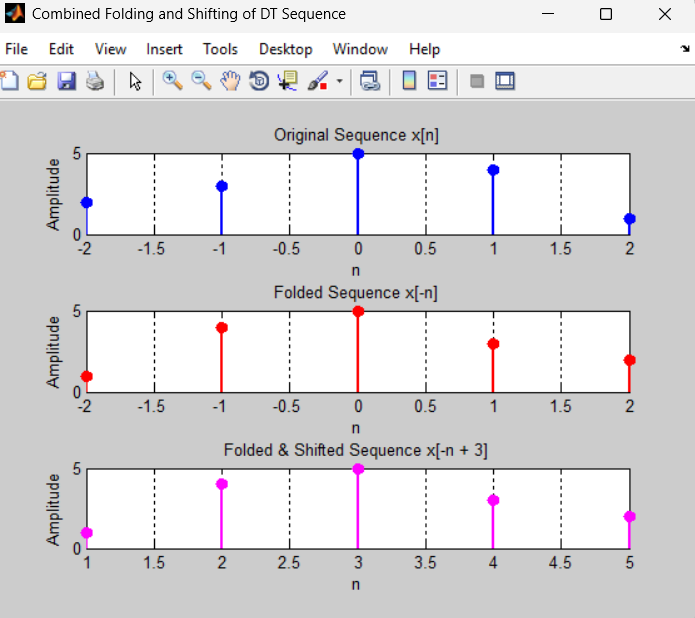 Combined Folding and Shifting of DT Sequence
File Edit View Insert Tools Desktop Window Help
Original Sequence x[n]
Amplitude
5
0
-2 -1.5 -1 -0.5 0 0.5 1 1.5 2
n
Folded Sequence x[-n]
Amplitude
5
0
-2 -1.5 -1 -0.5 0 0.5 1 1.5 2
n
Folded & Shifted Sequence x[-n + 3]
Amplitude
5
0
1 1.5 2 2.5 3 3.5 4 4.5 5
n